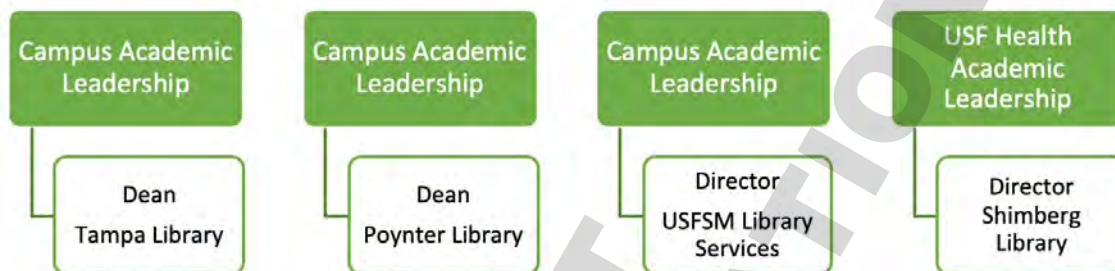 Campus Academic
Leadership
Campus Academic
Leadership
Campus Academic
Leadership
USF Health
Academic
Leadership
Dean
Tampa Library
Dean
Poynter Library
Director
USFSM Library
Services
Director
Shimberg
Library